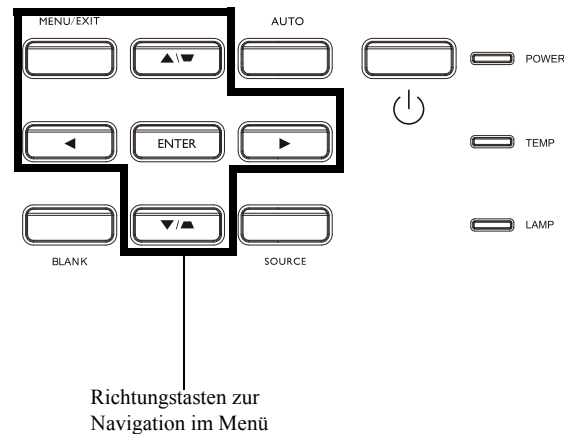 MENU/EXIT AUTO
▲/ POWER
◀ ENTER ▶ TEMP
▼/ LAMP
BLANK SOURCE
Richtungstasten zur
Navigation im Menü